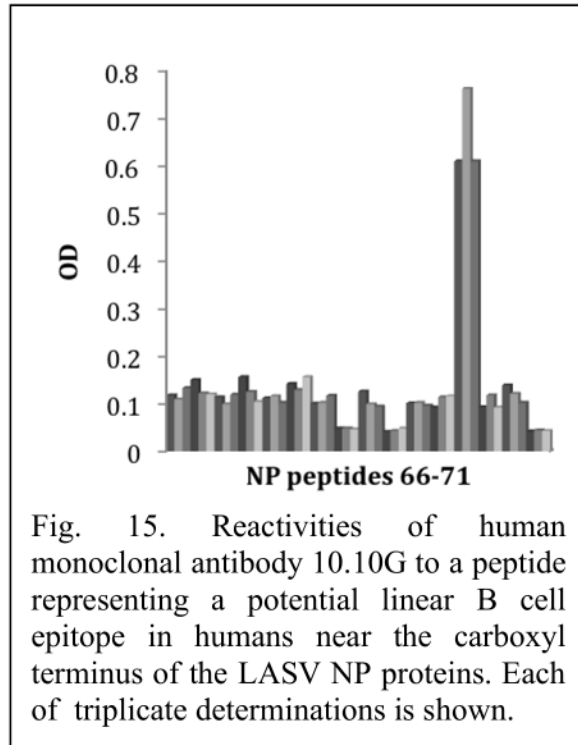 0.8
0.7
0.6
0.5
0.4
0.3
0.2
0.1
0
OD
NP peptides 66-71
Fig. 15. Reactivities of human
monoclonal antibody 10.10G to a peptide
representing a potential linear B cell
epitope in humans near the carboxyl
terminus of the LASV NP proteins. Each
of triplicate determinations is shown.